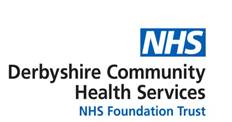 NHS
Derbyshire Community
Health Services
NHS Foundation Trust